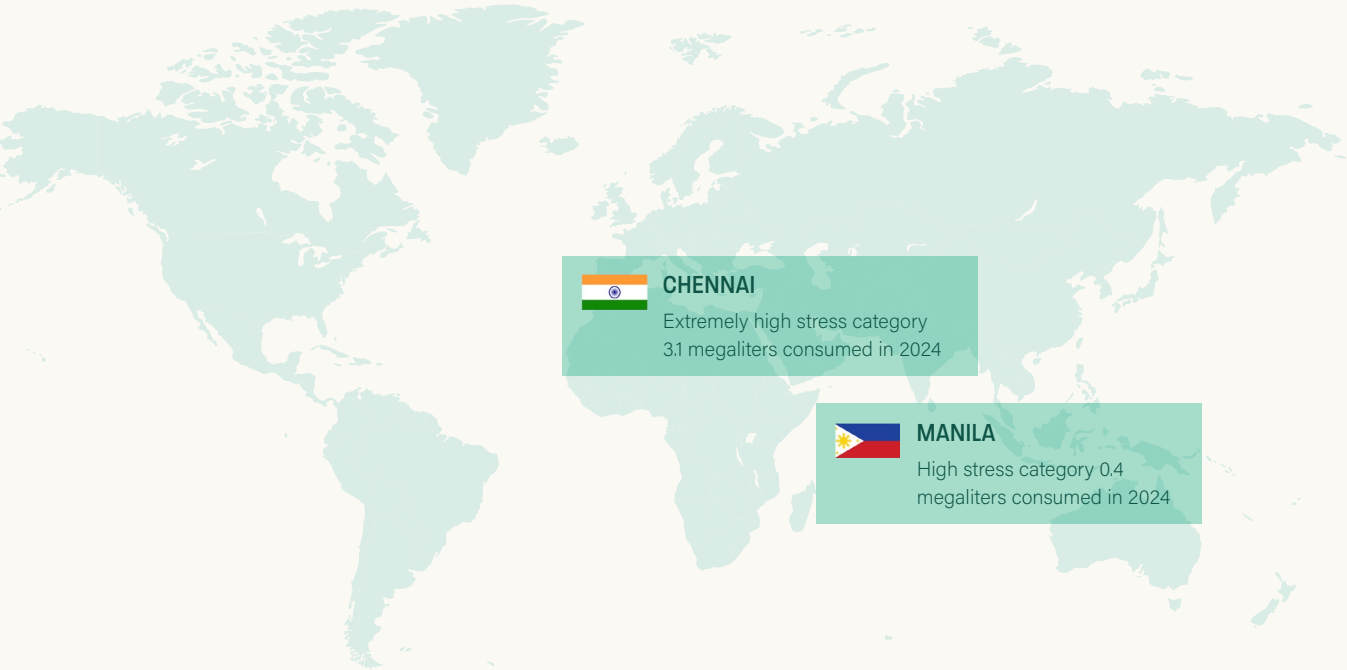 CHENNAI
Extremely high stress category
3.1 megaliters consumed in 2024
MANILA
High stress category 0.4
megaliters consumed in 2024